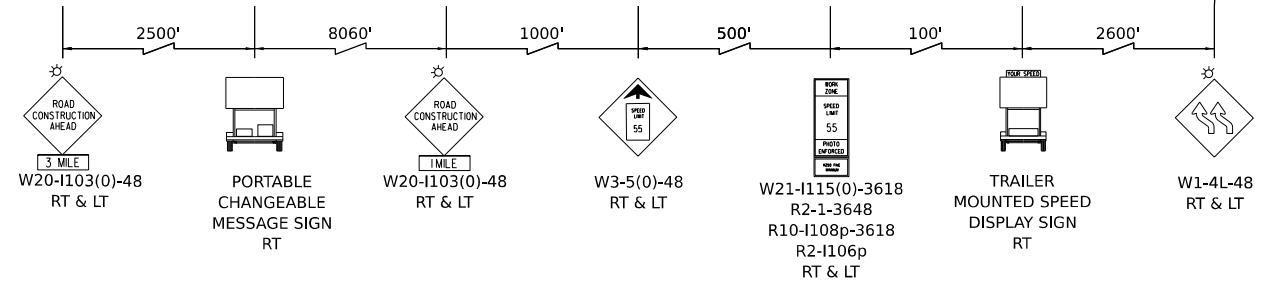 2500' 8060' 1000' 500' 100' 2600'
ROAD
CONSTRUCTION
AHEAD
3 MILE
W20-I103(0)-48
RT & LT
PORTABLE
CHANGEABLE
MESSAGE SIGN
RT
ROAD
CONSTRUCTION
AHEAD
1 MILE
W20-I103(0)-48
RT & LT
SPEED
LIMIT
55
W3-5(0)-48
RT & LT
WORK
ZONE
SPEED
LIMIT
55
PHOTO
ENFORCED
W21-I115(0)-3618
R2-1-3648
R10-I108p-3618
R2-I106p
RT & LT
YOUR SPEED
TRAILER
MOUNTED SPEED
DISPLAY SIGN
RT
W1-4L-48
RT & LT